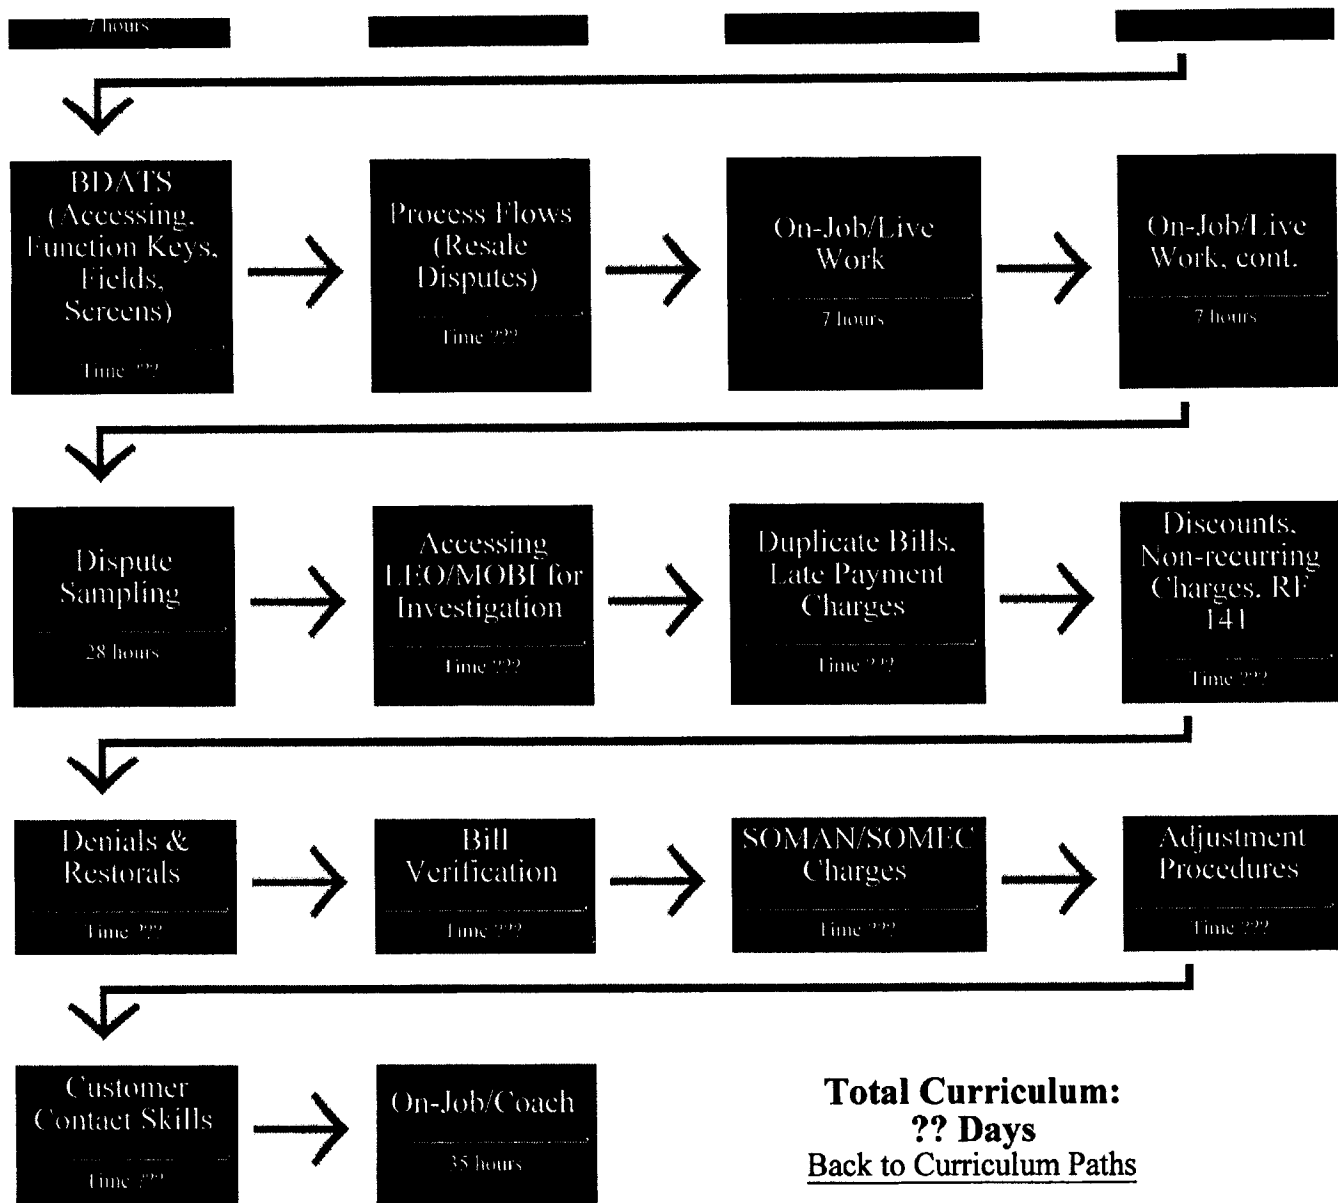 7 hours
BDATS
(Accessing,
Function Keys,
Fields,
Screens)
Time ???
Process Flows
(Resale
Disputes)
Time ???
On-Job/Live
Work
7 hours
On-Job/Live
Work, cont.
7 hours
Dispute
Sampling
28 hours
Accessing
LEO/MOBI for
Investigation
Time ???
Duplicate Bills,
Late Payment
Charges
Time ???
Discounts,
Non-recurring
Charges, RF
141
Time ???
Denials &
Restorals
Time ???
Bill
Verification
Time ???
SOMAN/SOMEC
Charges
Time ???
Adjustment
Procedures
Time ???
Customer
Contact Skills
Time ???
On-Job/Coach
35 hours
Total Curriculum:
?? Days
Back to Curriculum Paths